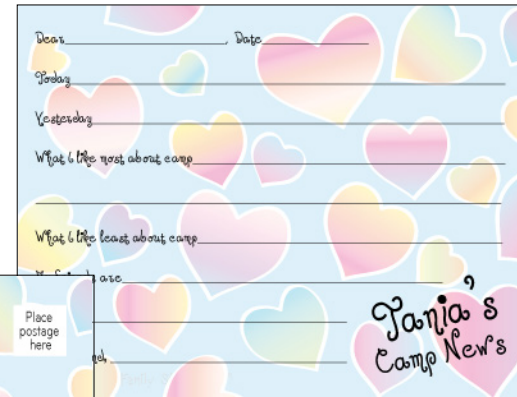 Dear, Date
Today
Yesterday
What I like most about camp
What I like least about camp
are
Place
postage
here
Tania's
Camp News